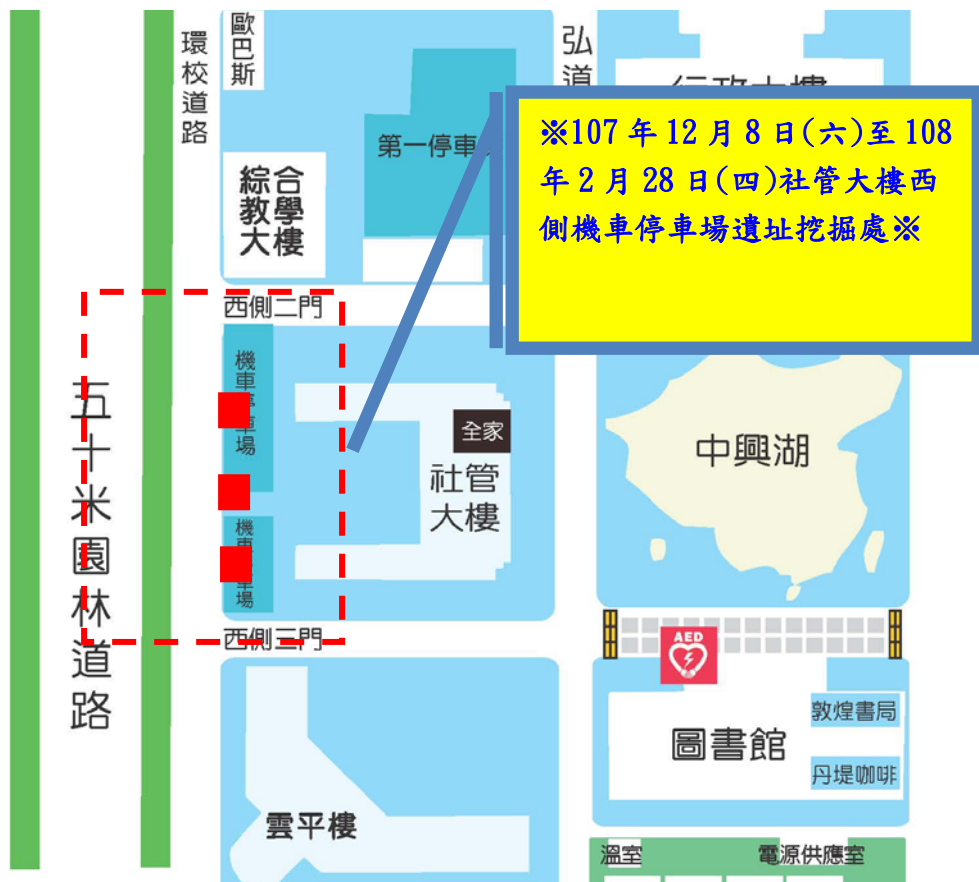 環校道路
歐巴斯
弘道
行政大樓
第一停車
※107年12月8日(六)至108
年2月28日(四)社管大樓西
側機車停車場遺址挖掘處※
綜合
教學
大樓
西側二門
機車停車場
全家
社管
大樓
中興湖
五十米園林道路
機車停車場
西側三門
AED
圖書館
敦煌書局
丹堤咖啡
雲平樓
溫室
電源供應室